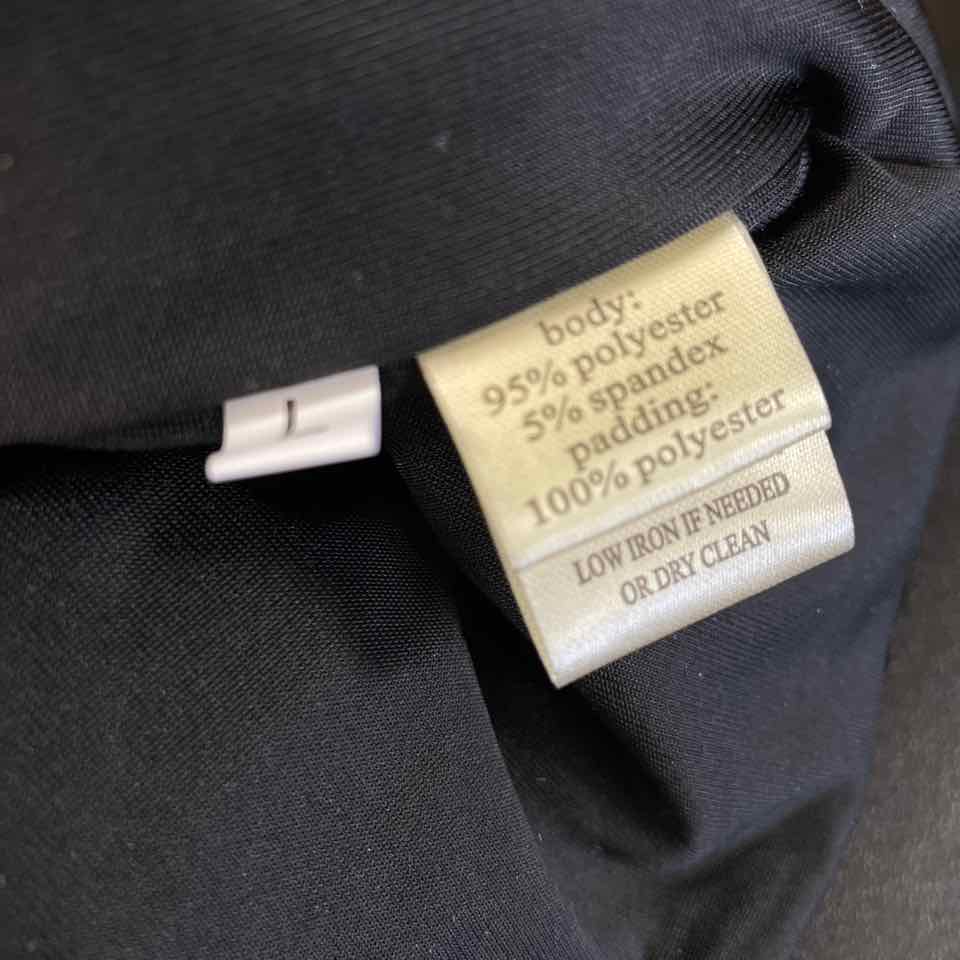 body:
95% polyester
5% spandex
padding:
100% polyester
LOW IRON IF NEEDED
OR DRY CLEAN